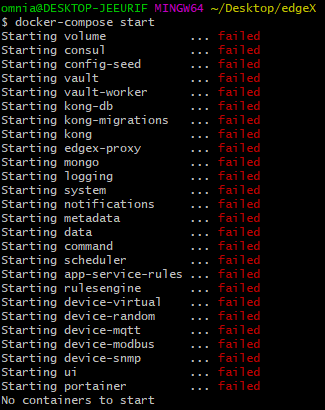 omnia@DESKTOP-JEEURIF MINGW64 ~/Desktop/edgeX
$ docker-compose start
Starting volume ... failed
Starting consul ... failed
Starting config-seed ... failed
Starting vault ... failed
Starting vault-worker ... failed
Starting kong-db ... failed
Starting kong-migrations ... failed
Starting kong ... failed
Starting edgex-proxy ... failed
Starting mongo ... failed
Starting logging ... failed
Starting system ... failed
Starting notifications ... failed
Starting metadata ... failed
Starting data ... failed
Starting command ... failed
Starting scheduler ... failed
Starting app-service-rules ... failed
Starting rulesengine ... failed
Starting device-virtual ... failed
Starting device-random ... failed
Starting device-mqtt ... failed
Starting device-modbus ... failed
Starting device-snmp ... failed
Starting ui ... failed
Starting portainer ... failed
No containers to start